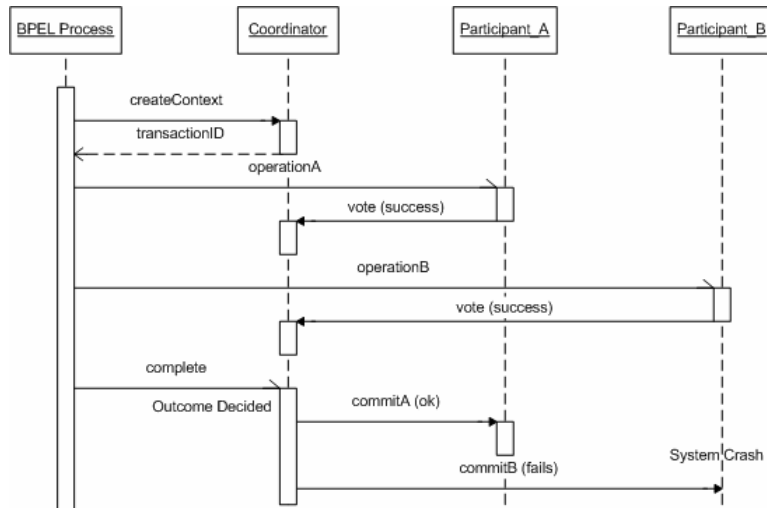 BPEL Process
Coordinator
Participant_A
Participant_B
createContext
transactionID
operationA
vote (success)
operationB
vote (success)
complete
Outcome Decided
commitA (ok)
System Crash
commitB (fails)